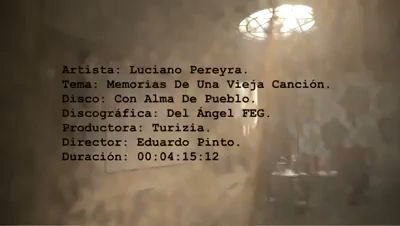 Artista: Luciano Pereyra.
Tema: Memorias De Una Vieja Canción.
Disco: Con Alma De Pueblo.
Discográfica: Del Ángel FEG.
Productora: Turizia.
Director: Eduardo Pinto.
Duración: 00:04:15:12